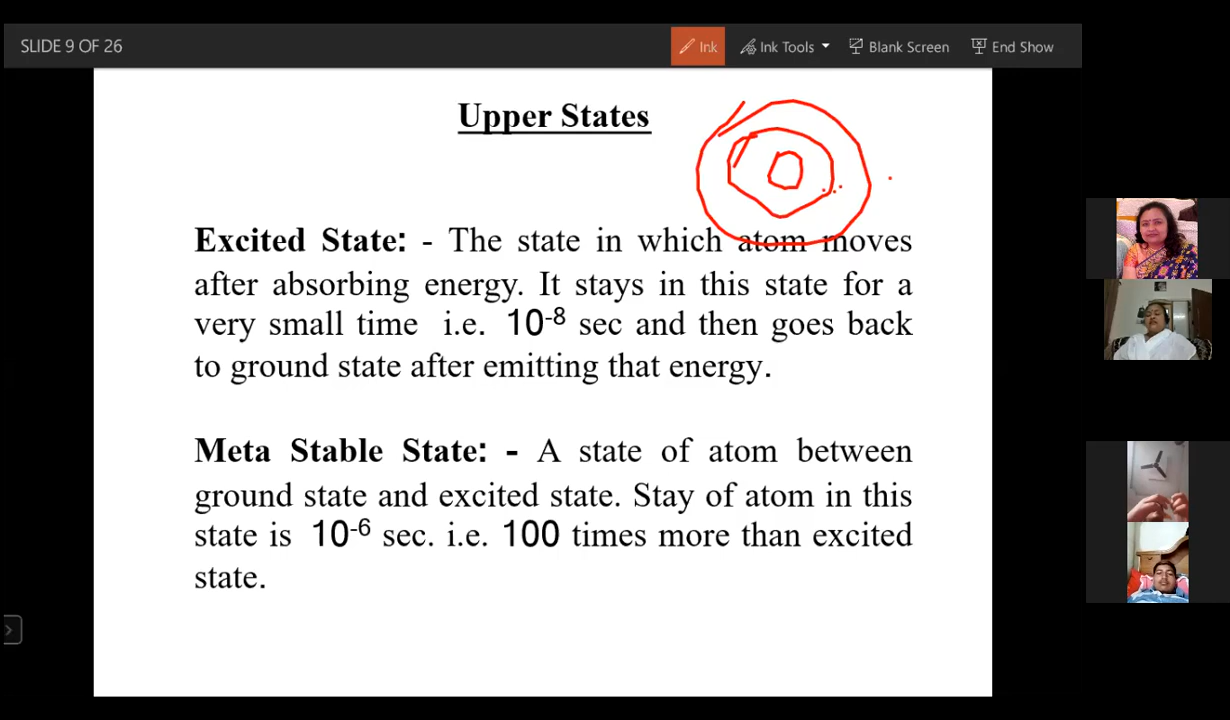 SLIDE 9 OF 26
Ink
Ink Tools
Blank Screen
End Show
Upper States
Excited State: - The state in which atom moves
after absorbing energy. It stays in this state for a
very small time i.e. 10⁻⁸ sec and then goes back
to ground state after emitting that energy.
Meta Stable State: - A state of atom between
ground state and excited state. Stay of atom in this
state is 10⁻⁶ sec. i.e. 100 times more than excited
state.